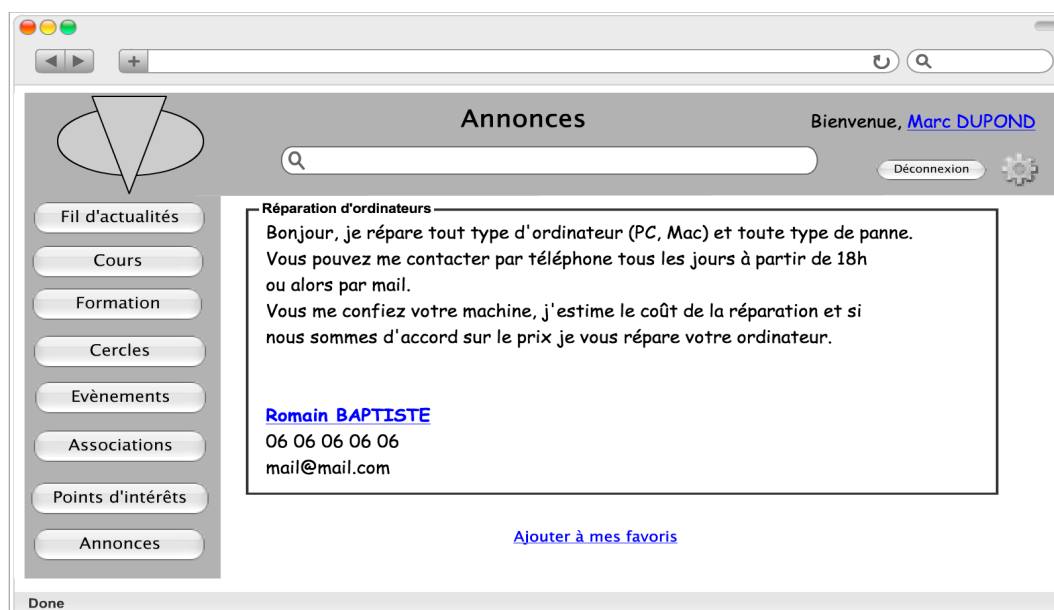 Annonces
Bienvenue, Marc DUPOND
Déconnexion
Fil d'actualités
Cours
Formation
Cercles
Evènements
Associations
Points d'intérêts
Annonces
Réparation d'ordinateurs
Bonjour, je répare tout type d'ordinateur (PC, Mac) et toute type de panne.
Vous pouvez me contacter par téléphone tous les jours à partir de 18h
ou alors par mail.
Vous me confiez votre machine, j'estime le coût de la réparation et si
nous sommes d'accord sur le prix je vous répare votre ordinateur.
Romain BAPTISTE
06 06 06 06 06
mail@mail.com
Ajouter à mes favoris
Done